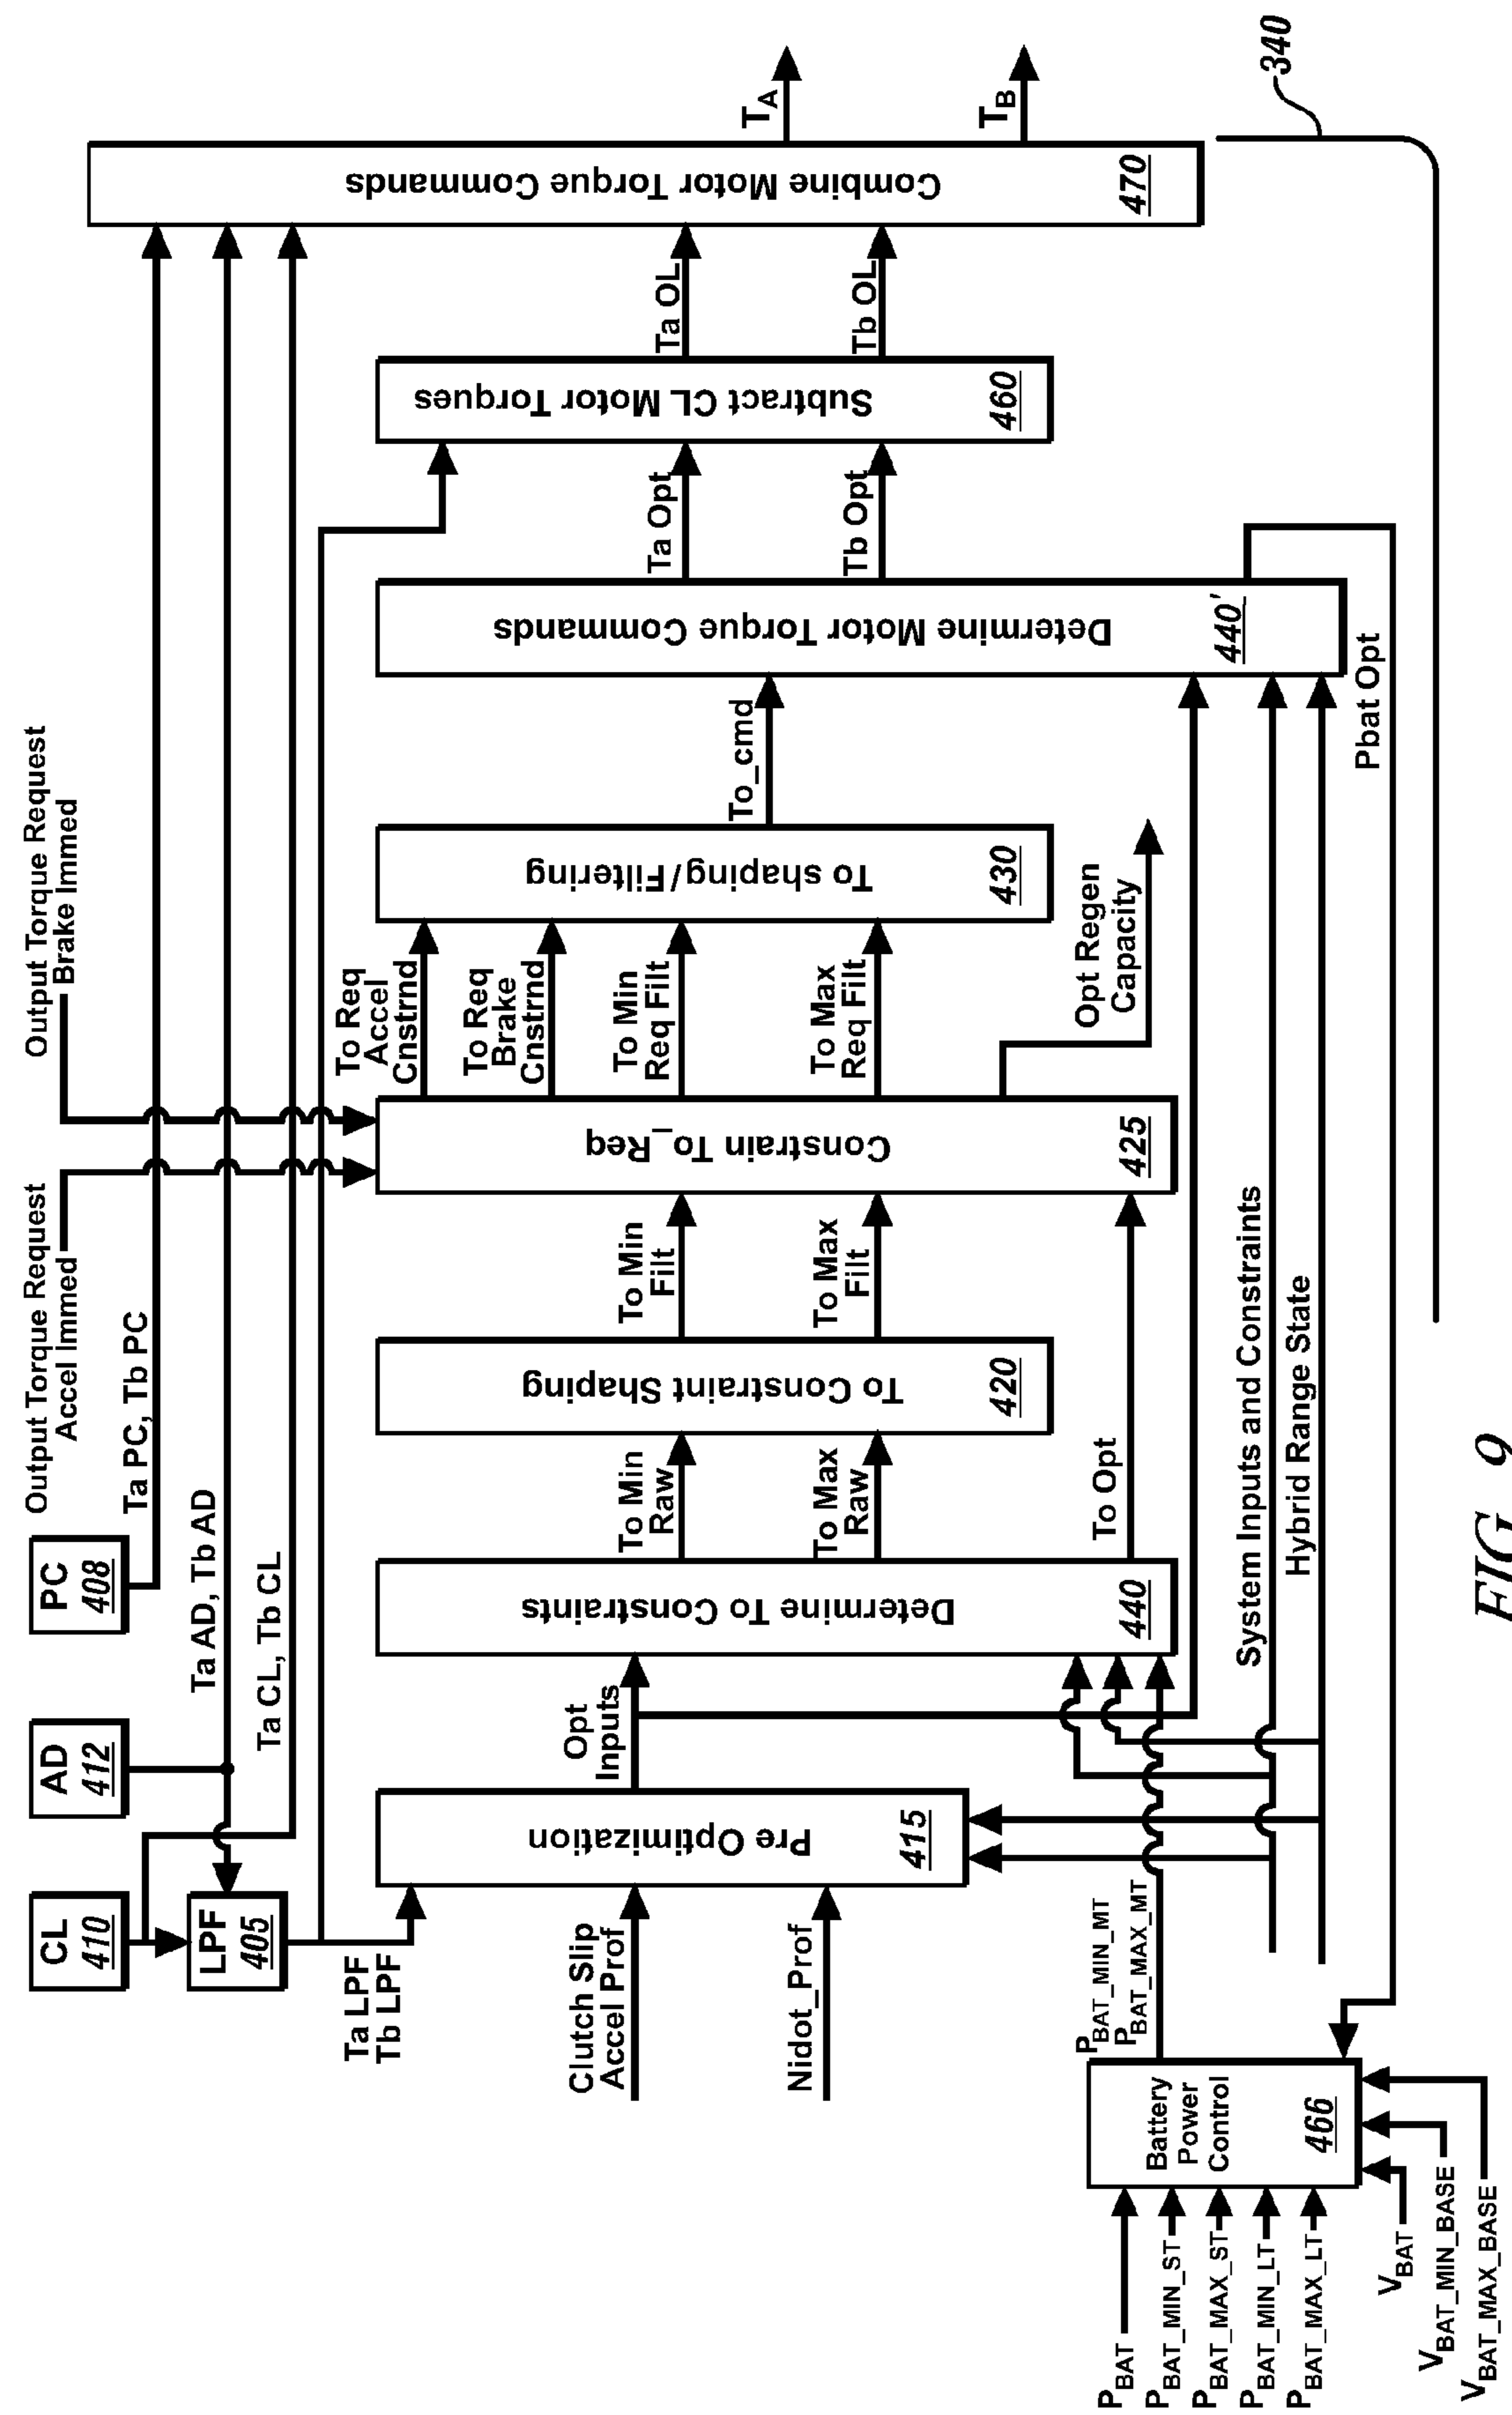 Output Torque Request
Brake Immed
Output Torque Request
Accel Immed
CL
410
AD
412
PC
408
LPF
405
Ta PC, Tb PC
Ta AD, Tb AD
Ta CL, Tb CL
Ta LPF
Tb LPF
Clutch Slip
Accel Prof
Nidot_Prof
Pre Optimization
415
Opt
Inputs
Determine To Constraints
440
To Min
Raw
To Max
Raw
To Opt
To Constraint Shaping
420
To Min
Filt
To Max
Filt
Constrain To_Req
425
To Req
Accel
Cnstrnd
To Req
Brake
Cnstrnd
To Min
Req Filt
To Max
Req Filt
Opt Regen
Capacity
To shaping/Filtering
430
To_cmd
Determine Motor Torque Commands
440'
Ta Opt
Tb Opt
Pbat Opt
Subtract CL Motor Torques
460
Ta OL
Tb OL
Combine Motor Torque Commands
470
TA
TB
340
System Inputs and Constraints
Hybrid Range State
PBAT_MIN_MT
PBAT_MAX_MT
Battery
Power
Control
466
PBAT
PBAT_MIN_ST
PBAT_MAX_ST
PBAT_MIN_LT
PBAT_MAX_LT
VBAT
VBAT_MIN_BASE
VBAT_MAX_BASE
FIG. 9